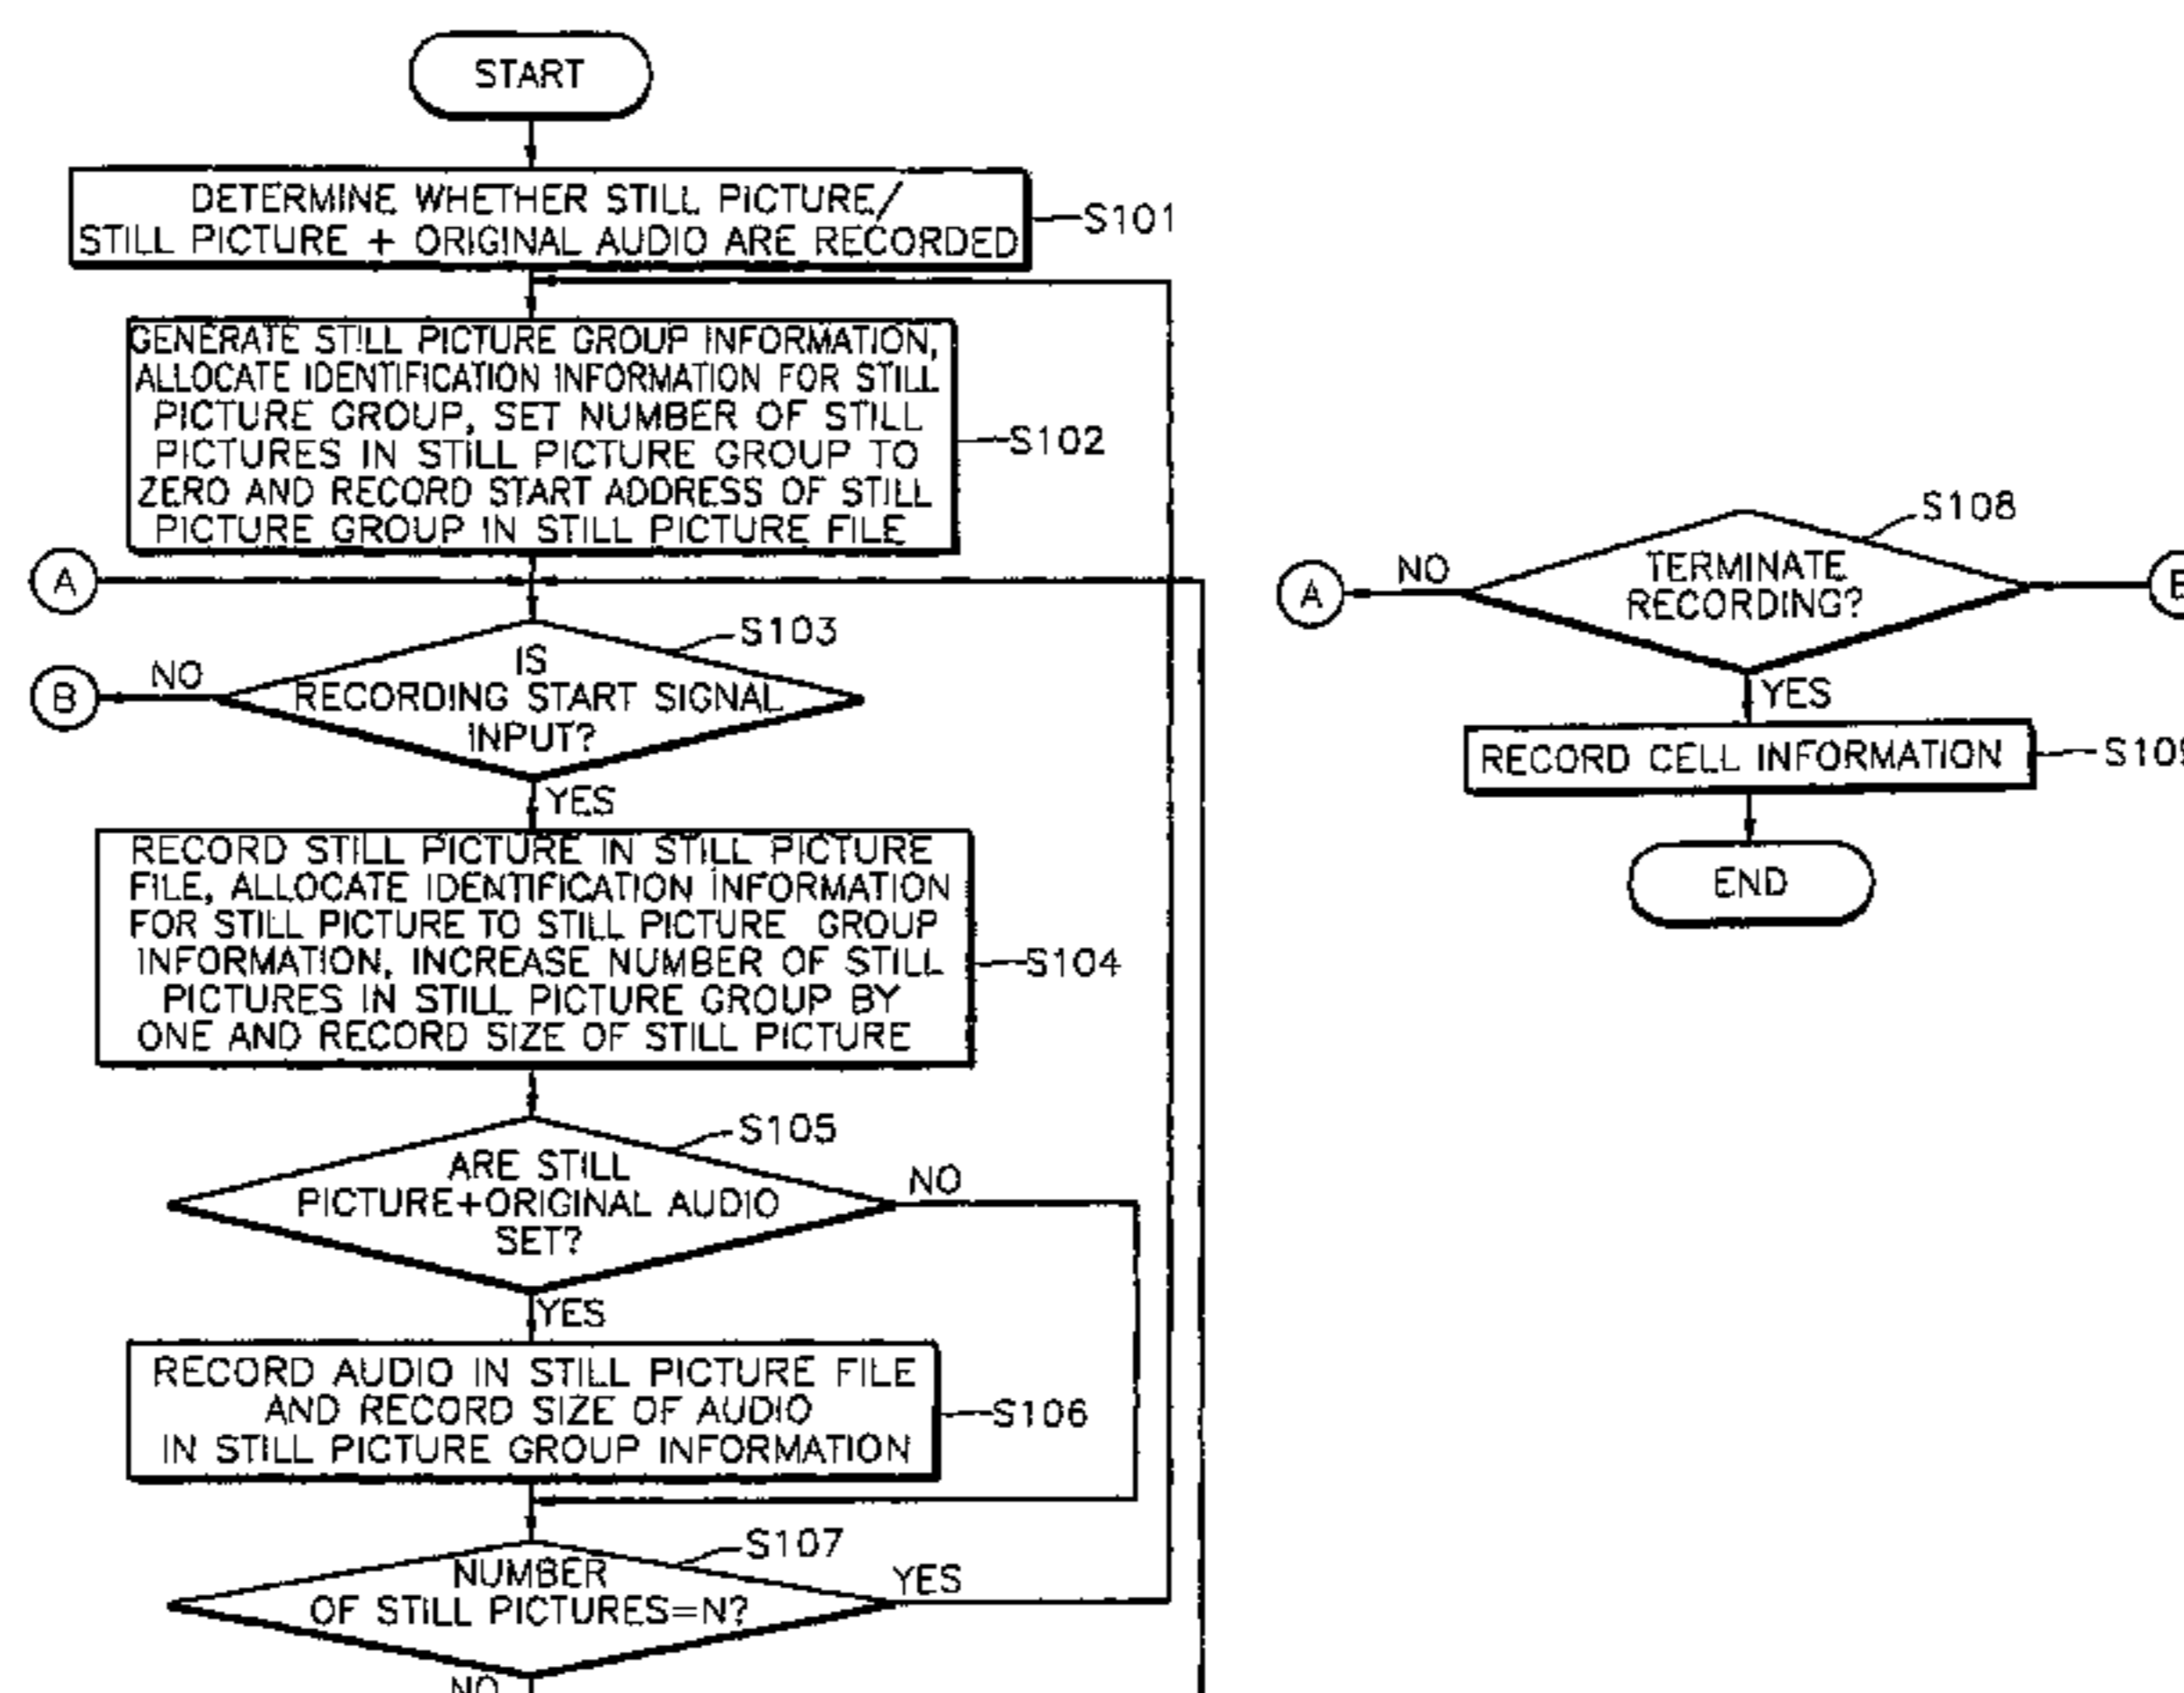 START
DETERMINE WHETHER STILL PICTURE/
STILL PICTURE + ORIGINAL AUDIO ARE RECORDED
S101
GENERATE STILL PICTURE GROUP INFORMATION,
ALLOCATE IDENTIFICATION INFORMATION FOR STILL
PICTURE GROUP, SET NUMBER OF STILL
PICTURES IN STILL PICTURE GROUP TO
ZERO AND RECORD START ADDRESS OF STILL
PICTURE GROUP IN STILL PICTURE FILE
S102
A
S103
IS
RECORDING START SIGNAL
INPUT?
NO
B
YES
RECORD STILL PICTURE IN STILL PICTURE
FILE, ALLOCATE IDENTIFICATION INFORMATION
FOR STILL PICTURE TO STILL PICTURE GROUP
INFORMATION, INCREASE NUMBER OF STILL
PICTURES IN STILL PICTURE GROUP BY
ONE AND RECORD SIZE OF STILL PICTURE
S104
S105
ARE STILL
PICTURE+ORIGINAL AUDIO
SET?
NO
YES
RECORD AUDIO IN STILL PICTURE FILE
AND RECORD SIZE OF AUDIO
IN STILL PICTURE GROUP INFORMATION
S106
S107
NUMBER
OF STILL PICTURES=N?
YES
NO
S108
TERMINATE
RECORDING?
NO
A
YES
RECORD CELL INFORMATION
S109
END